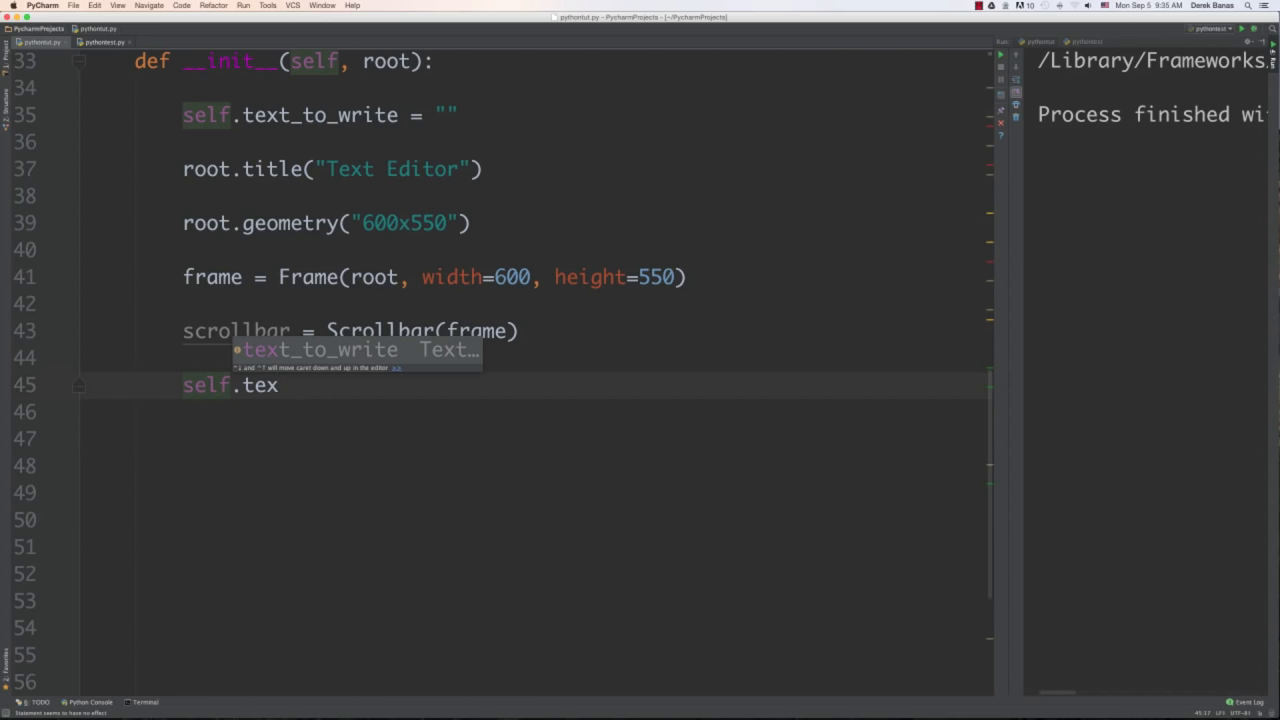 PyCharm File Edit View Navigate Code Refactor Run Tools VCS Window Help 10 Mon Sep 5 9:35 AM Derek Banas
pythontut.py - PycharmProjects - [~/PycharmProjects]
PycharmProjects pythontut.py pythontut
pythontut.py pythontest.py Run: pythontut pythontest
33 def __init__(self, root): /Library/Frameworks
34
35 self.text_to_write = "" Process finished wi
36
37 root.title("Text Editor")
38
39 root.geometry("600x550")
40
41 frame = Frame(root, width=600, height=550)
42
43 scrollbar = Scrollbar(frame)
text_to_write Text…
44
^↓ and ^↑ will move caret down and up in the editor >>
45 self.tex
46
47
48
49
50
51
52
53
54
55
56
1: Project
7: Structure
2: Favorites
4: Run
6: TODO Python Console Terminal Event Log
Statement seems to have no effect 45:17 LF÷ UTF-8÷